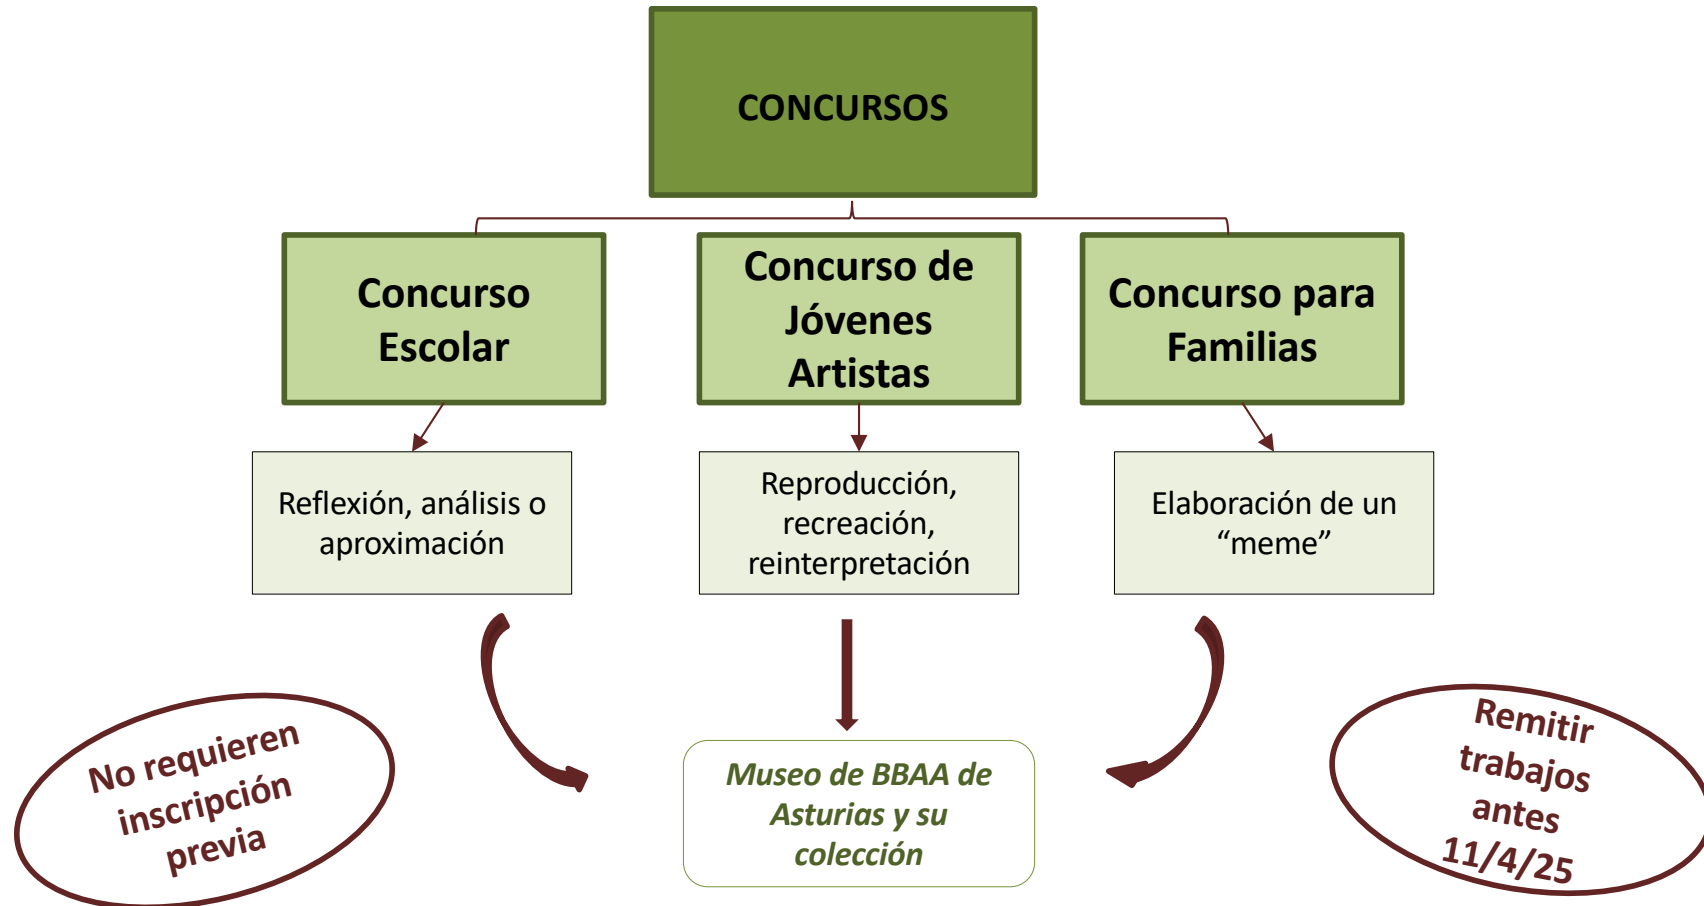 CONCURSOS
Concurso
Escolar
Concurso de
Jóvenes
Artistas
Concurso para
Familias
Reflexión, análisis o
aproximación
Reproducción,
recreación,
reinterpretación
Elaboración de un
“meme”
No requieren
inscripción
previa
Museo de BBAA de
Asturias y su
colección
Remitir
trabajos
antes
11/4/25